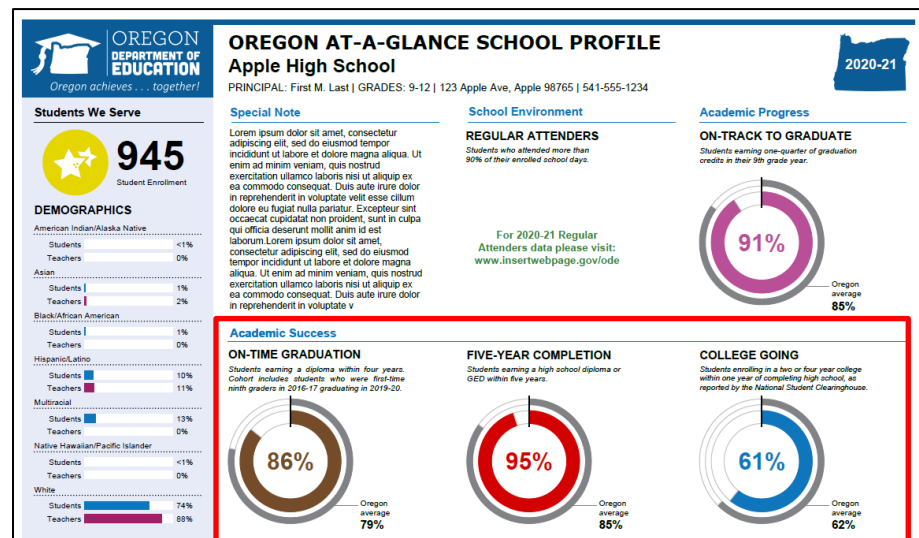 OREGON
DEPARTMENT OF
EDUCATION
Oregon achieves . . . together!
OREGON AT-A-GLANCE SCHOOL PROFILE
Apple High School
PRINCIPAL: First M. Last | GRADES: 9-12 | 123 Apple Ave, Apple 98765 | 541-555-1234
2020-21
Students We Serve
945
Student Enrollment
DEMOGRAPHICS
American Indian/Alaska Native
Students <1%
Teachers 0%
Asian
Students 1%
Teachers 2%
Black/African American
Students 1%
Teachers 0%
Hispanic/Latino
Students 10%
Teachers 11%
Multiracial
Students 13%
Teachers 0%
Native Hawaiian/Pacific Islander
Students <1%
Teachers 0%
White
Students 74%
Teachers 88%
Special Note
Lorem ipsum dolor sit amet, consectetur
adipiscing elit, sed do eiusmod tempor
incididunt ut labore et dolore magna aliqua. Ut
enim ad minim veniam, quis nostrud
exercitation ullamco laboris nisi ut aliquip ex
ea commodo consequat. Duis aute irure dolor
in reprehenderit in voluptate velit esse cillum
dolore eu fugiat nulla pariatur. Excepteur sint
occaecat cupidatat non proident, sunt in culpa
qui officia deserunt mollit anim id est
laborum.Lorem ipsum dolor sit amet,
consectetur adipiscing elit, sed do eiusmod
tempor incididunt ut labore et dolore magna
aliqua. Ut enim ad minim veniam, quis nostrud
exercitation ullamco laboris nisi ut aliquip ex
ea commodo consequat. Duis aute irure dolor
in reprehenderit in voluptate v
School Environment
REGULAR ATTENDERS
Students who attended more than
90% of their enrolled school days.
For 2020-21 Regular
Attenders data please visit:
www.insertwebpage.gov/ode
Academic Progress
ON-TRACK TO GRADUATE
Students earning one-quarter of graduation
credits in their 9th grade year.
91%
Oregon
average
85%
Academic Success
ON-TIME GRADUATION
Students earning a diploma within four years.
Cohort includes students who were first-time
ninth graders in 2016-17 graduating in 2019-20.
86%
Oregon
average
79%
FIVE-YEAR COMPLETION
Students earning a high school diploma or
GED within five years.
95%
Oregon
average
85%
COLLEGE GOING
Students enrolling in a two or four year college
within one year of completing high school, as
reported by the National Student Clearinghouse.
61%
Oregon
average
62%